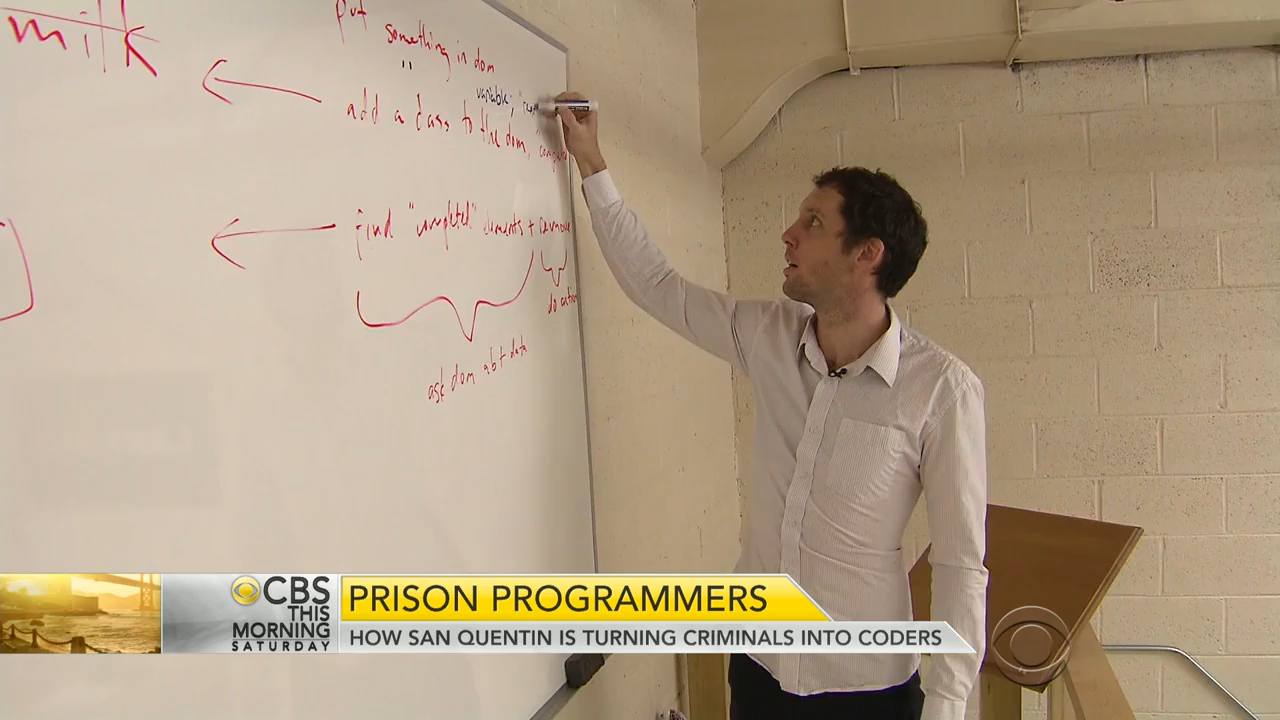 milk
put
something in dom
"
variable;
add a class to the dom,
find "completed" elements + remove
do action
ask dom abt data
CBS
THIS
MORNING
SATURDAY
PRISON PROGRAMMERS
HOW SAN QUENTIN IS TURNING CRIMINALS INTO CODERS